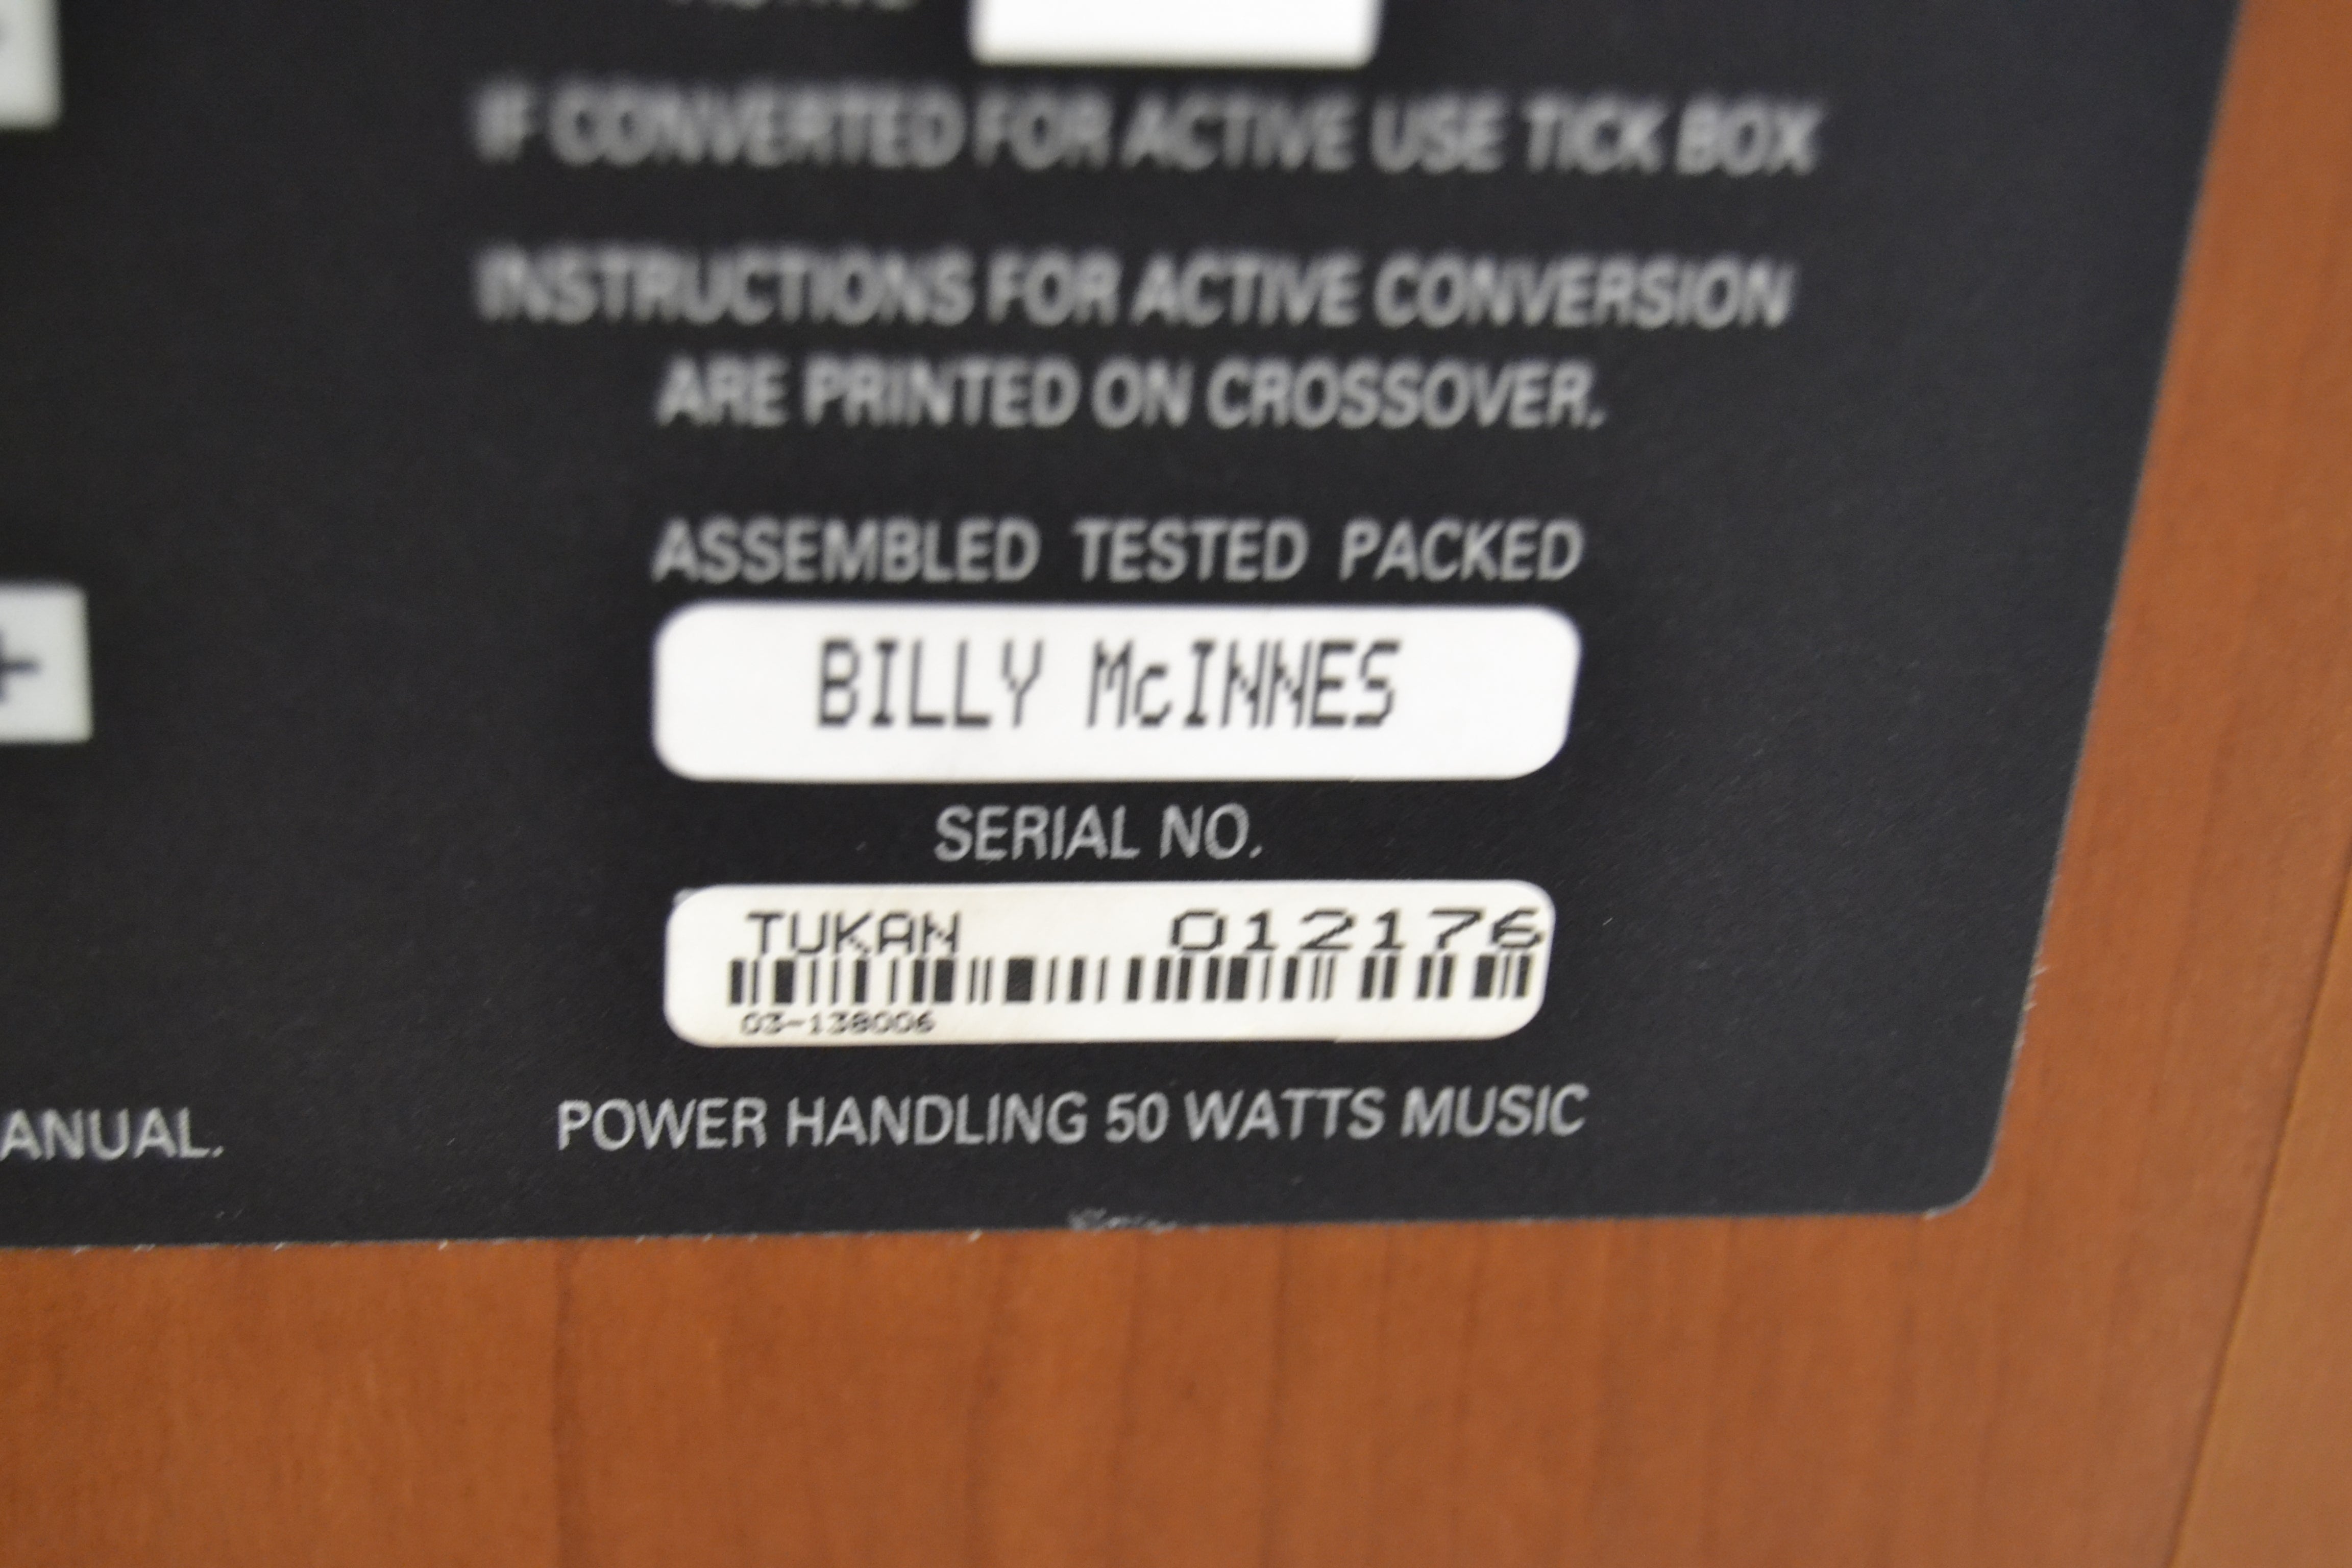 IF CONVERTED FOR ACTIVE USE TICK BOX
INSTRUCTIONS FOR ACTIVE CONVERSION
ARE PRINTED ON CROSSOVER.
ASSEMBLED TESTED PACKED
+
BILLY McINNES
SERIAL NO.
TUKAN 012176
03-138006
ANUAL.
POWER HANDLING 50 WATTS MUSIC